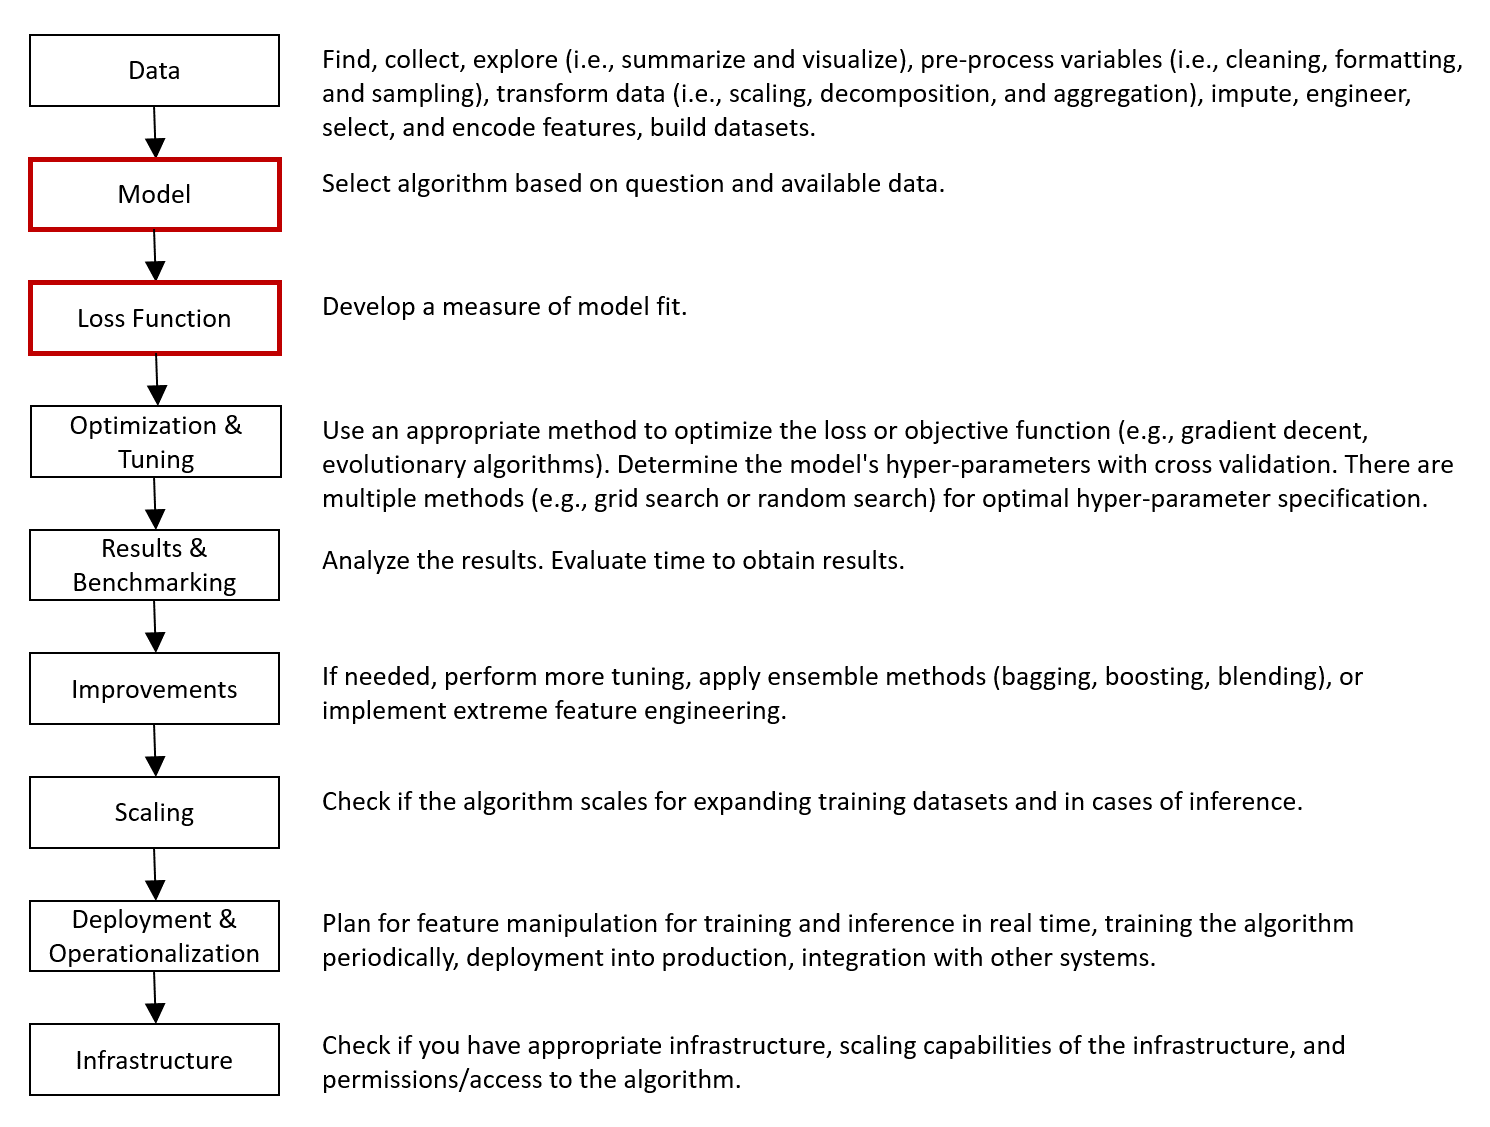 Data
Find, collect, explore (i.e., summarize and visualize), pre-process variables (i.e., cleaning, formatting,
and sampling), transform data (i.e., scaling, decomposition, and aggregation), impute, engineer,
select, and encode features, build datasets.
Model
Select algorithm based on question and available data.
Loss Function
Develop a measure of model fit.
Optimization &
Tuning
Use an appropriate method to optimize the loss or objective function (e.g., gradient decent,
evolutionary algorithms). Determine the model's hyper-parameters with cross validation. There are
multiple methods (e.g., grid search or random search) for optimal hyper-parameter specification.
Results &
Benchmarking
Analyze the results. Evaluate time to obtain results.
Improvements
If needed, perform more tuning, apply ensemble methods (bagging, boosting, blending), or
implement extreme feature engineering.
Scaling
Check if the algorithm scales for expanding training datasets and in cases of inference.
Deployment &
Operationalization
Plan for feature manipulation for training and inference in real time, training the algorithm
periodically, deployment into production, integration with other systems.
Infrastructure
Check if you have appropriate infrastructure, scaling capabilities of the infrastructure, and
permissions/access to the algorithm.